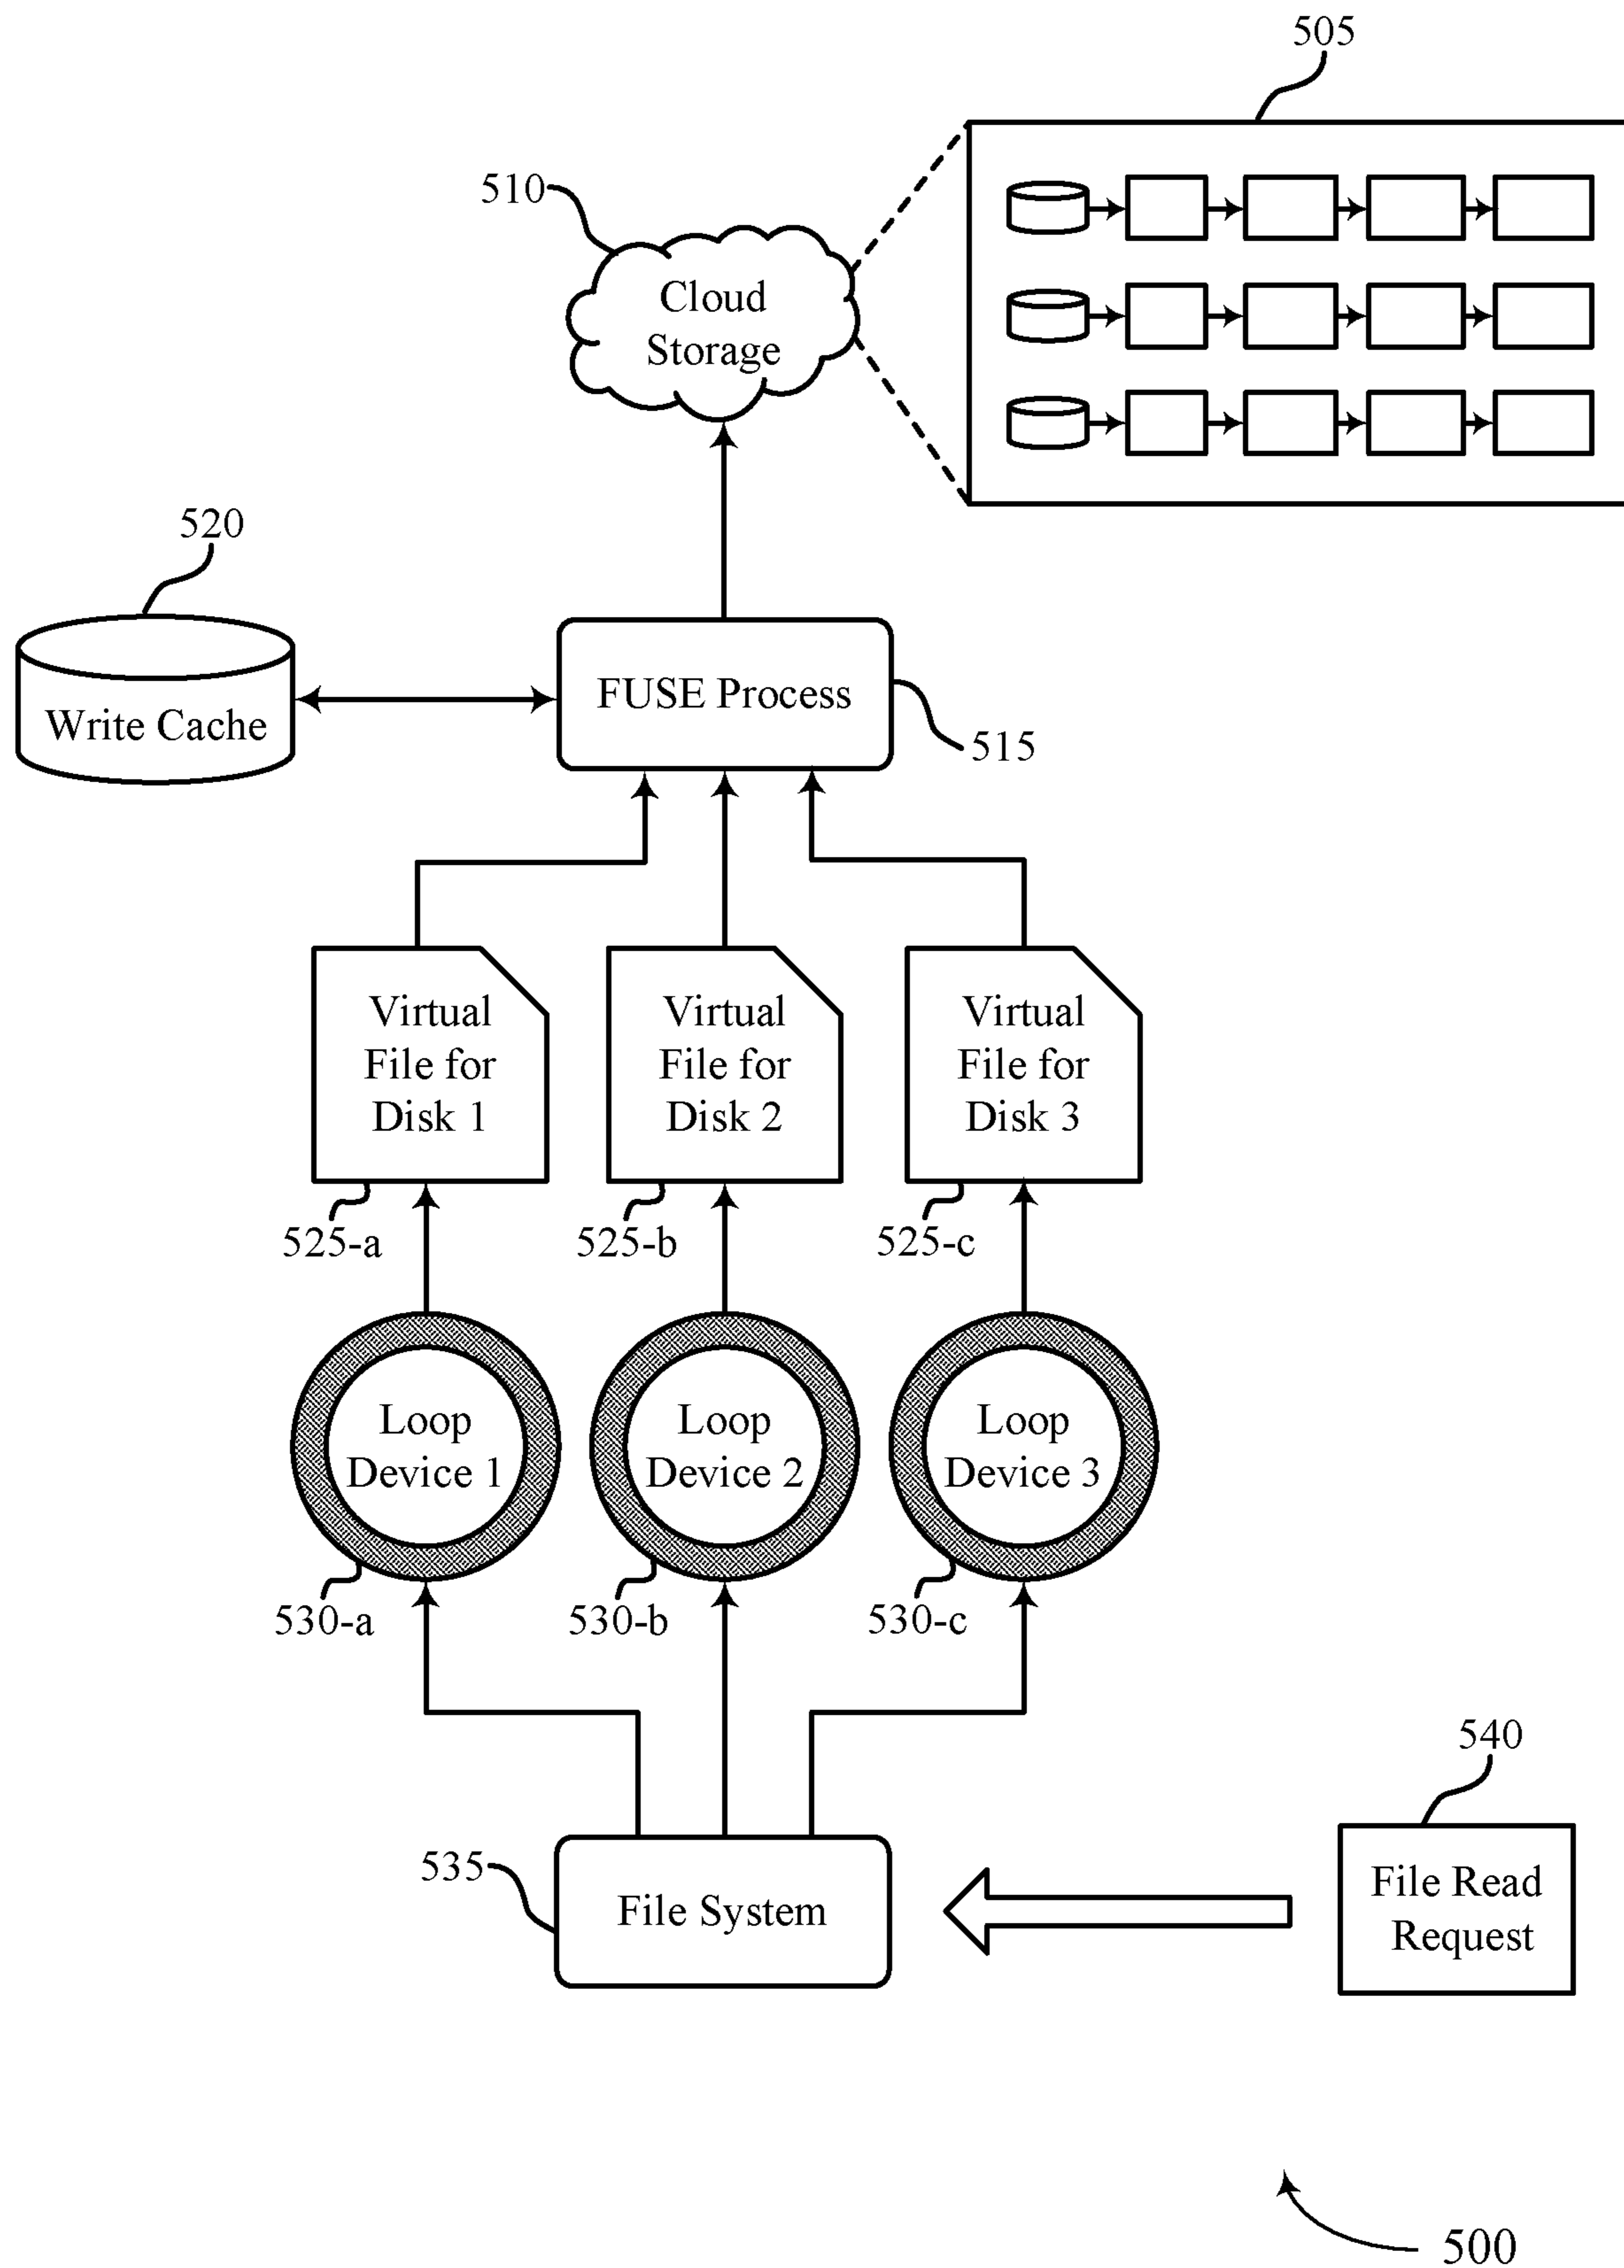 505
510
Cloud
Storage
520
Write Cache
FUSE Process
515
Virtual
File for
Disk 1
Virtual
File for
Disk 2
Virtual
File for
Disk 3
525-a
525-b
525-c
Loop
Device 1
Loop
Device 2
Loop
Device 3
530-a
530-b
530-c
540
535
File System
File Read
Request
500